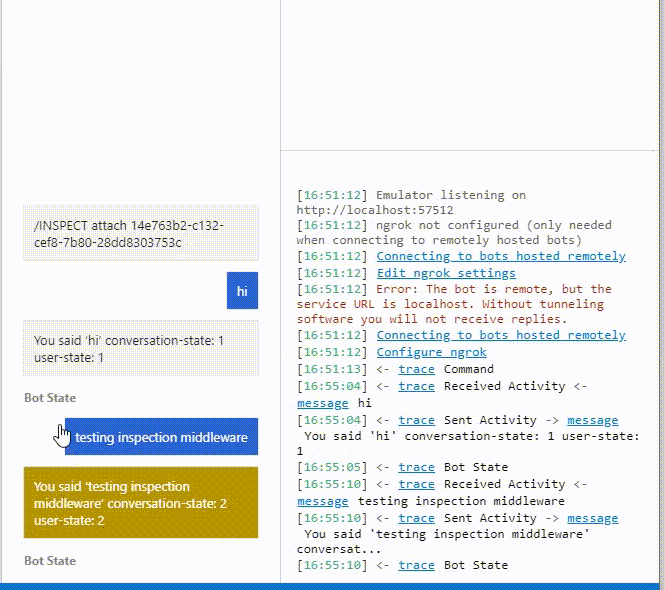 /INSPECT attach 14e763b2-c132-
cef8-7b80-28dd8303753c
hi
You said 'hi' conversation-state: 1
user-state: 1
Bot State
testing inspection middleware
You said 'testing inspection
middleware' conversation-state: 2
user-state: 2
Bot State
[16:51:12] Emulator listening on
http://localhost:57512
[16:51:12] ngrok not configured (only needed
when connecting to remotely hosted bots)
[16:51:12] Connecting to bots hosted remotely
[16:51:12] Edit ngrok settings
[16:51:12] Error: The bot is remote, but the
service URL is localhost. Without tunneling
software you will not receive replies.
[16:51:12] Connecting to bots hosted remotely
[16:51:12] Configure ngrok
[16:51:13] <- trace Command
[16:55:04] <- trace Received Activity <-
message hi
[16:55:04] <- trace Sent Activity -> message
You said 'hi' conversation-state: 1 user-state:
1
[16:55:05] <- trace Bot State
[16:55:10] <- trace Received Activity <-
message testing inspection middleware
[16:55:10] <- trace Sent Activity -> message
You said 'testing inspection middleware'
conversat...
[16:55:10] <- trace Bot State